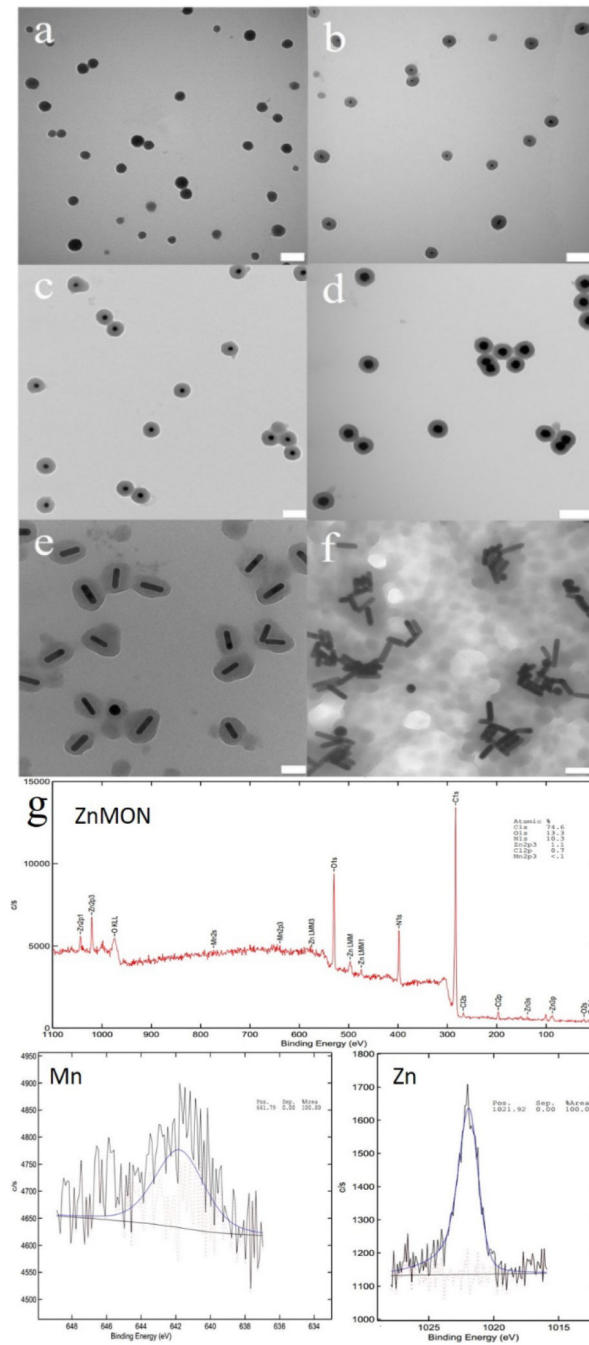 a
b
c
d
e
f
g
ZnMON
15000
10000
5000
0
c/s
Zn2p1
Zn2p3
O KLL
Mn2s
Mn2p3
Zn LMM3
O1s
Zn LMM
Zn LMM1
N1s
C1s
Cl2s
Cl2p
Zn3s
Zn3p
O2s
Atomic %
C1s 74.6
O1s 13.3
N1s 10.3
Zn2p3 1.1
Cl2p 0.7
Mn2p3 <.1
1100 1000 900 800 700 600 500 400 300 200 100 0
Binding Energy (eV)
Mn
4900
4850
4800
4750
4700
4650
4600
4550
4500
c/s
Pos. Sep. %Area
641.79 0.00 100.00
648 646 644 642 640 638 636 634
Binding Energy (eV)
Zn
1800
1700
1600
1500
1400
1300
1200
1100
1000
c/s
Pos. Sep. %Area
1021.92 0.00 100.0
1025 1020 1015
Binding Energy (eV)